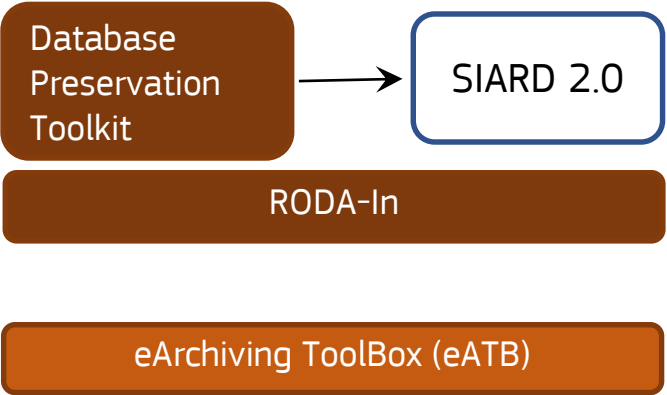 Database
Preservation
Toolkit
SIARD 2.0
RODA-In
eArchiving ToolBox (eATB)